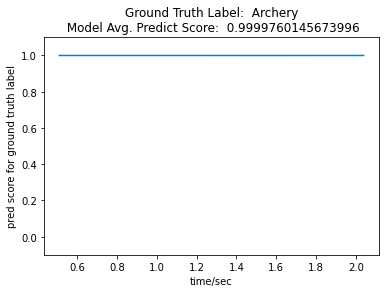 Ground Truth Label:  Archery
Model Avg. Predict Score:  0.9999760145673996
pred score for ground truth label
1.0
0.8
0.6
0.4
0.2
0.0
0.6 0.8 1.0 1.2 1.4 1.6 1.8 2.0
time/sec